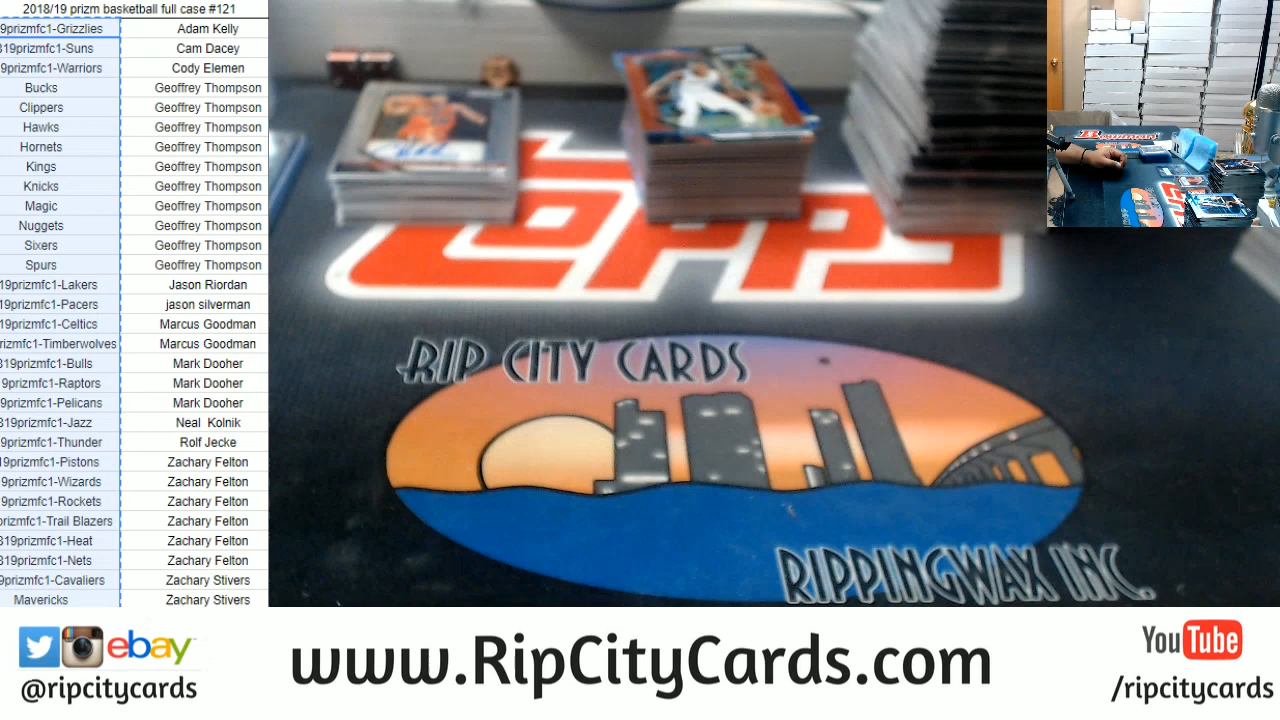 2018/19 prizm basketball full case #121
9prizmfc1-Grizzlies Adam Kelly
319prizmfc1-Suns Cam Dacey
9prizmfc1-Warriors Cody Elemen
Bucks Geoffrey Thompson
Clippers Geoffrey Thompson
Hawks Geoffrey Thompson
Hornets Geoffrey Thompson
Kings Geoffrey Thompson
Knicks Geoffrey Thompson
Magic Geoffrey Thompson
Nuggets Geoffrey Thompson
Sixers Geoffrey Thompson
Spurs Geoffrey Thompson
19prizmfc1-Lakers Jason Riordan
19prizmfc1-Pacers jason silverman
19prizmfc1-Celtics Marcus Goodman
rizmfc1-Timberwolves Marcus Goodman
319prizmfc1-Bulls Mark Dooher
9prizmfc1-Raptors Mark Dooher
9prizmfc1-Pelicans Mark Dooher
319prizmfc1-Jazz Neal Kolnik
9prizmfc1-Thunder Rolf Jecke
19prizmfc1-Pistons Zachary Felton
9prizmfc1-Wizards Zachary Felton
9prizmfc1-Rockets Zachary Felton
prizmfc1-Trail Blazers Zachary Felton
319prizmfc1-Heat Zachary Felton
319prizmfc1-Nets Zachary Felton
9prizmfc1-Cavaliers Zachary Stivers
Mavericks Zachary Stivers
TOPPS
RIP CITY CARDS
RIPPINGWAX INC.
Bowman
ebay
@ripcitycards
www.RipCityCards.com
YouTube
/ripcitycards